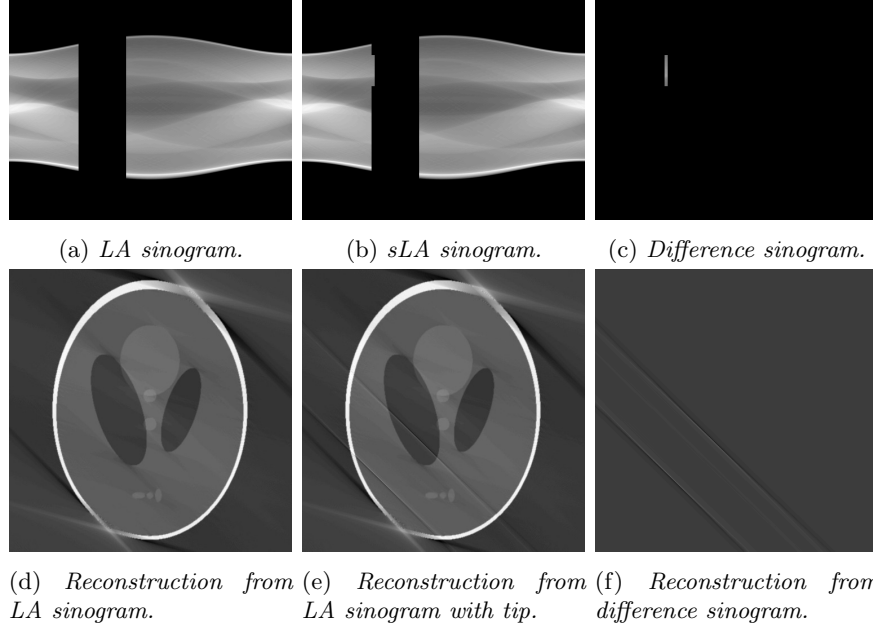 (a) LA sinogram.
(b) sLA sinogram.
(c) Difference sinogram.
(d) Reconstruction from
LA sinogram.
(e) Reconstruction from
LA sinogram with tip.
(f) Reconstruction from
difference sinogram.